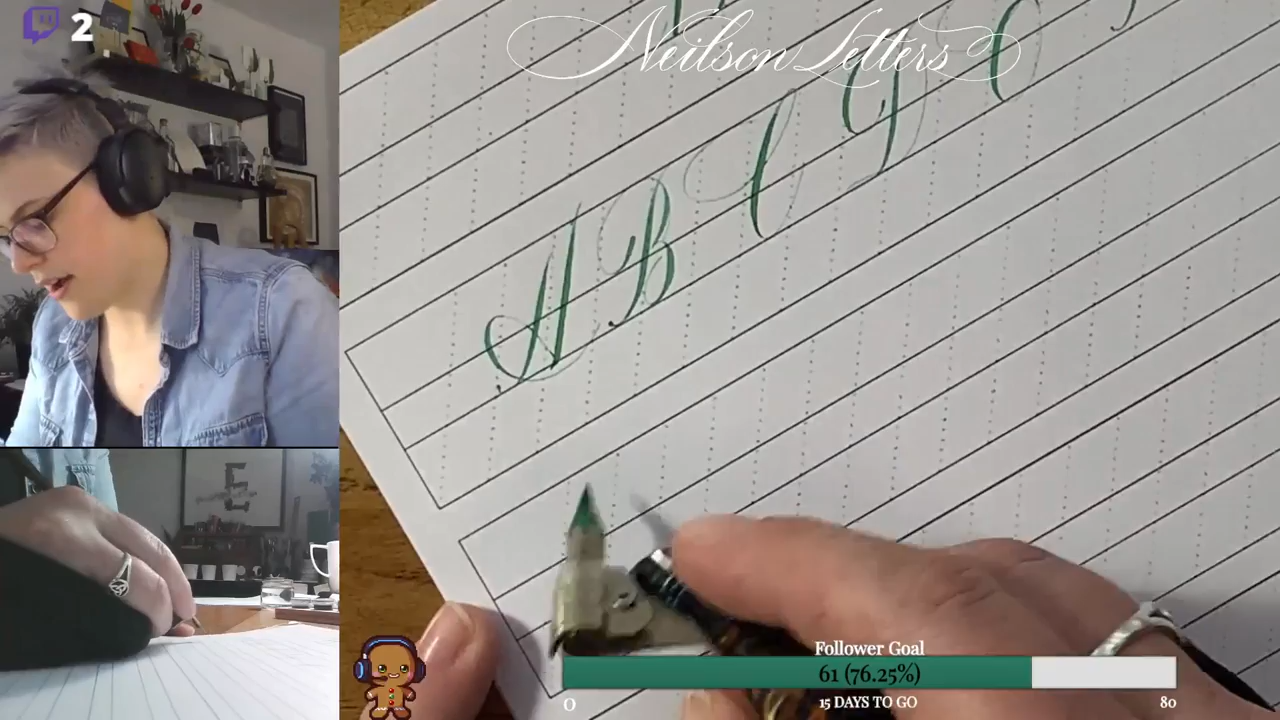 2
Neilson Letters
A B C D
E
Follower Goal
61 (76.25%)
0 15 DAYS TO GO 80